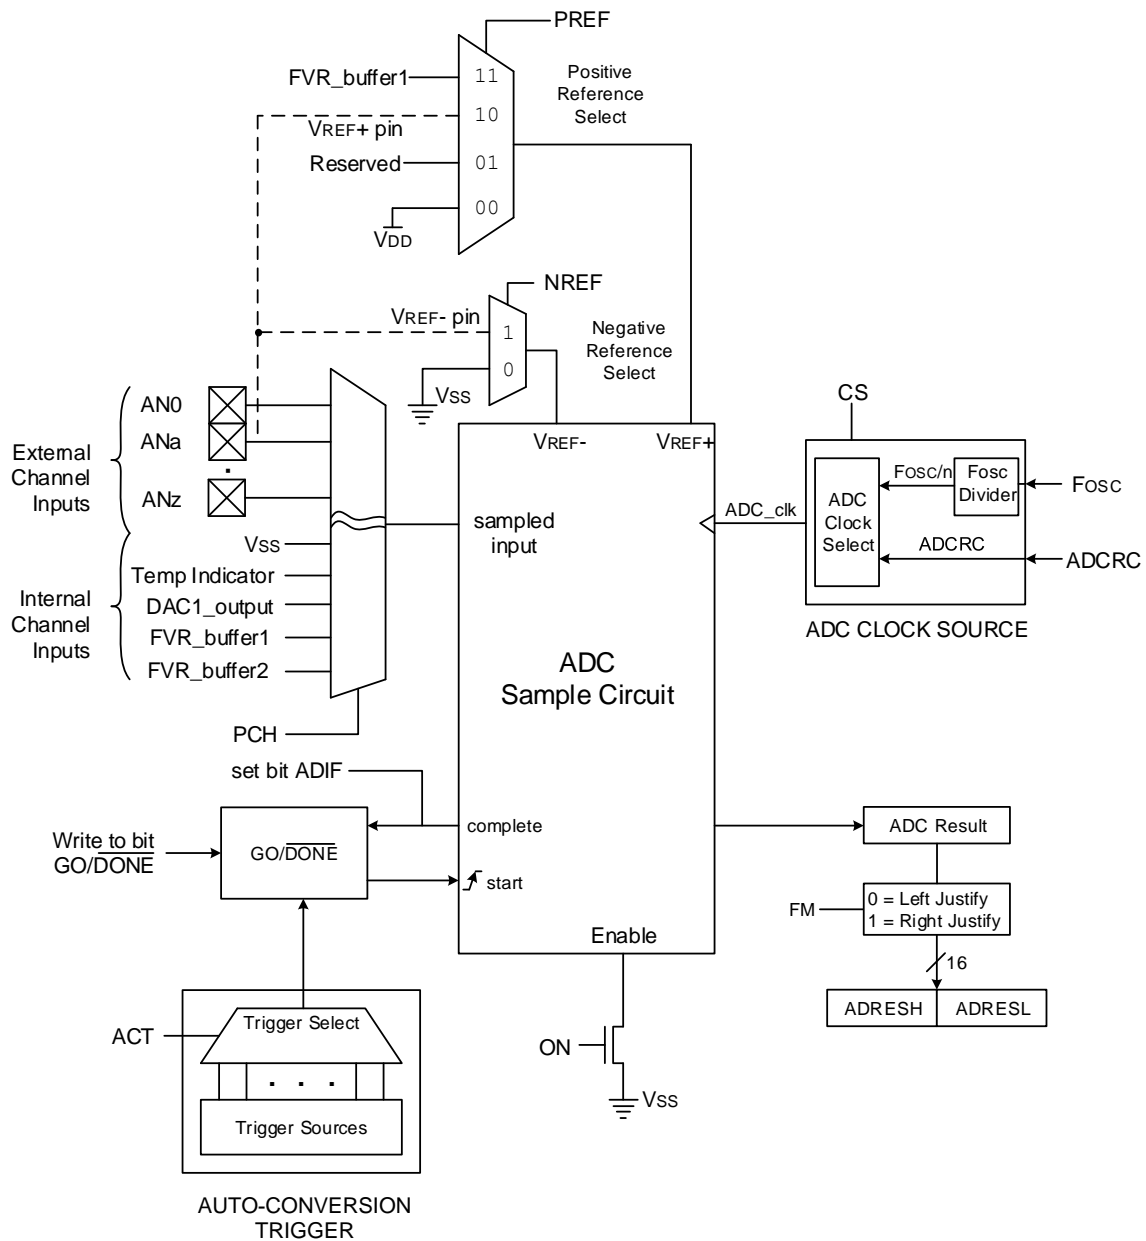 PREF
FVR_buffer1
11
Positive
Reference
Select
10
VREF+ pin
Reserved
01
00
VDD
NREF
VREF- pin
1
Negative
Reference
Select
0
VSS
External
Channel
Inputs
AN0
ANa
.
ANz
VSS
Internal
Channel
Inputs
Temp Indicator
DAC1_output
FVR_buffer1
FVR_buffer2
PCH
VREF-
VREF+
sampled
input
ADC
Sample Circuit
CS
ADC_clk
ADC
Clock
Select
FOSC/n
Fosc
Divider
FOSC
ADCRC
ADCRC
ADC CLOCK SOURCE
set bit ADIF
complete
Write to bit
GO/DONE
GO/DONE
start
Enable
ADC Result
FM
0 = Left Justify
1 = Right Justify
16
ADRESH
ADRESL
ON
VSS
ACT
Trigger Select
. . .
Trigger Sources
AUTO-CONVERSION
TRIGGER